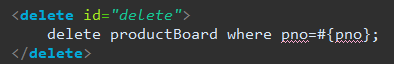 <delete id="delete">
delete productBoard where pno=#{pno};
</delete>